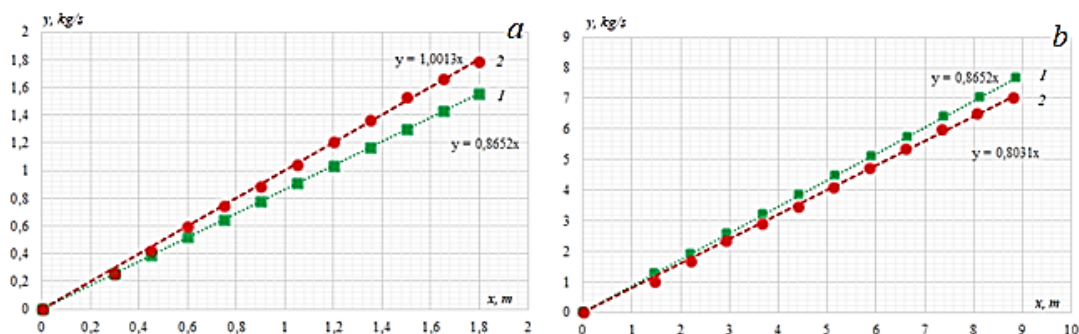 y, kg/s
a
2
1,8
1,6
1,4
1,2
1
0,8
0,6
0,4
0,2
0
y = 1,0013x
2
1
y = 0,8652x
x, m
0 0,2 0,4 0,6 0,8 1 1,2 1,4 1,6 1,8 2
y, kg/s
b
9
8
7
6
5
4
3
2
1
0
y = 0,8652x
1
2
y = 0,8031x
x, m
0 1 2 3 4 5 6 7 8 9 10